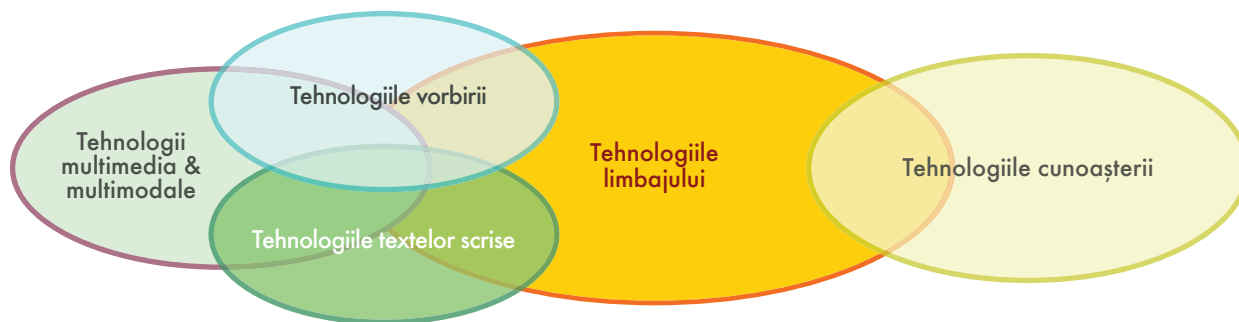 Tehnologiile vorbirii
Tehnologii
multimedia &
multimodale
Tehnologiile
limbajului
Tehnologiile cunoașterii
Tehnologiile textelor scrise